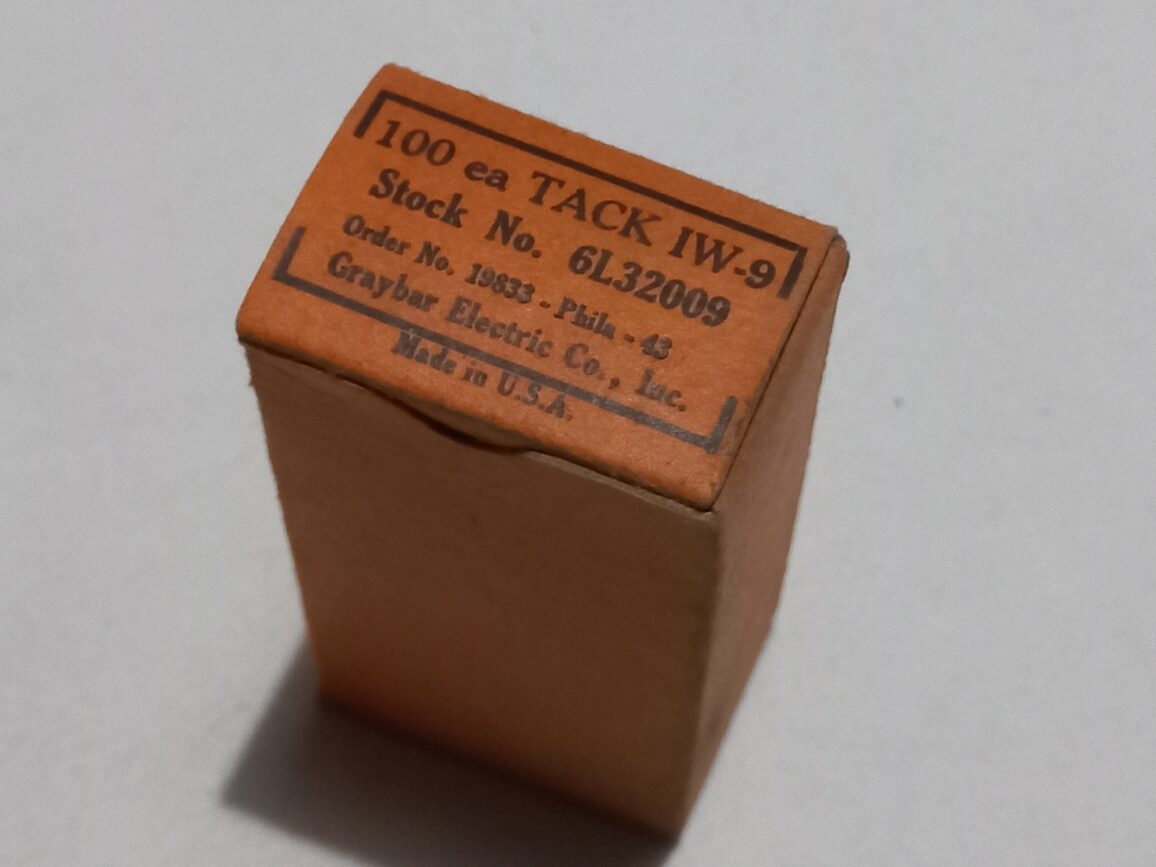 100 ea TACK IW-9
Stock No. 6L32009
Order No. 19833 - Phila - 43
Graybar Electric Co., Inc.
Made in U.S.A.